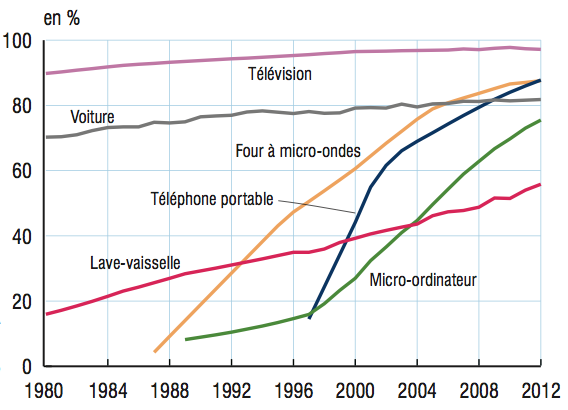 en %
100
80
60
40
20
0
Télévision
Voiture
Four à micro-ondes
Téléphone portable
Lave-vaisselle
Micro-ordinateur
1980 1984 1988 1992 1996 2000 2004 2008 2012